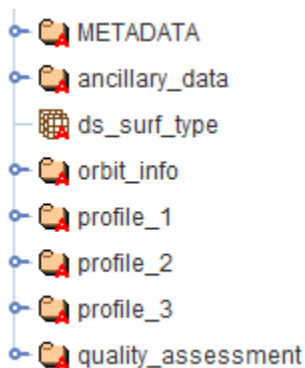 METADATA
ancillary_data
ds_surf_type
orbit_info
profile_1
profile_2
profile_3
quality_assessment